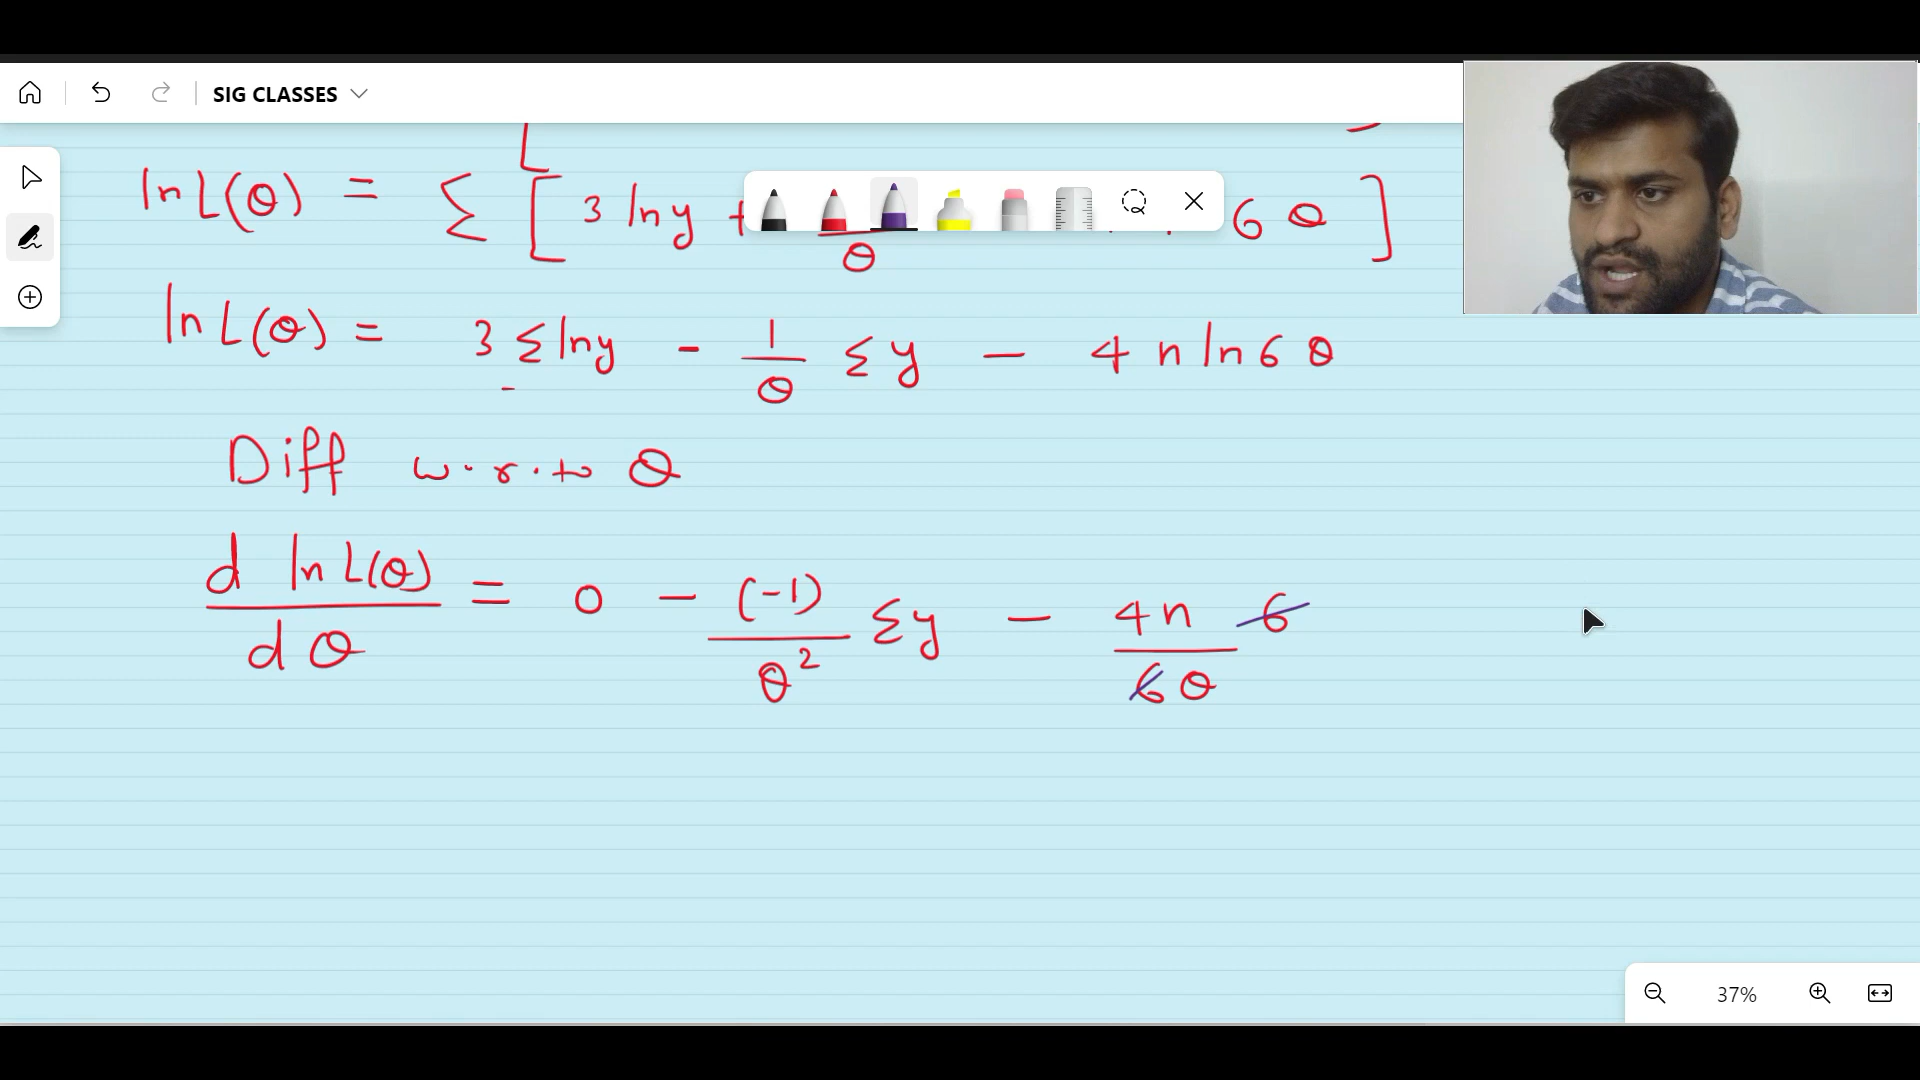 SIG CLASSES
ln L(θ) = Σ [ 3 ln y + θ 6 θ ]
ln L(θ) = 3 Σ ln y - 1/θ Σ y - 4 n ln 6 θ
Diff w.r.to θ
d ln L(θ) / d θ = 0 - (-1)/θ² Σ y - 4n 6 / 6 θ
37%